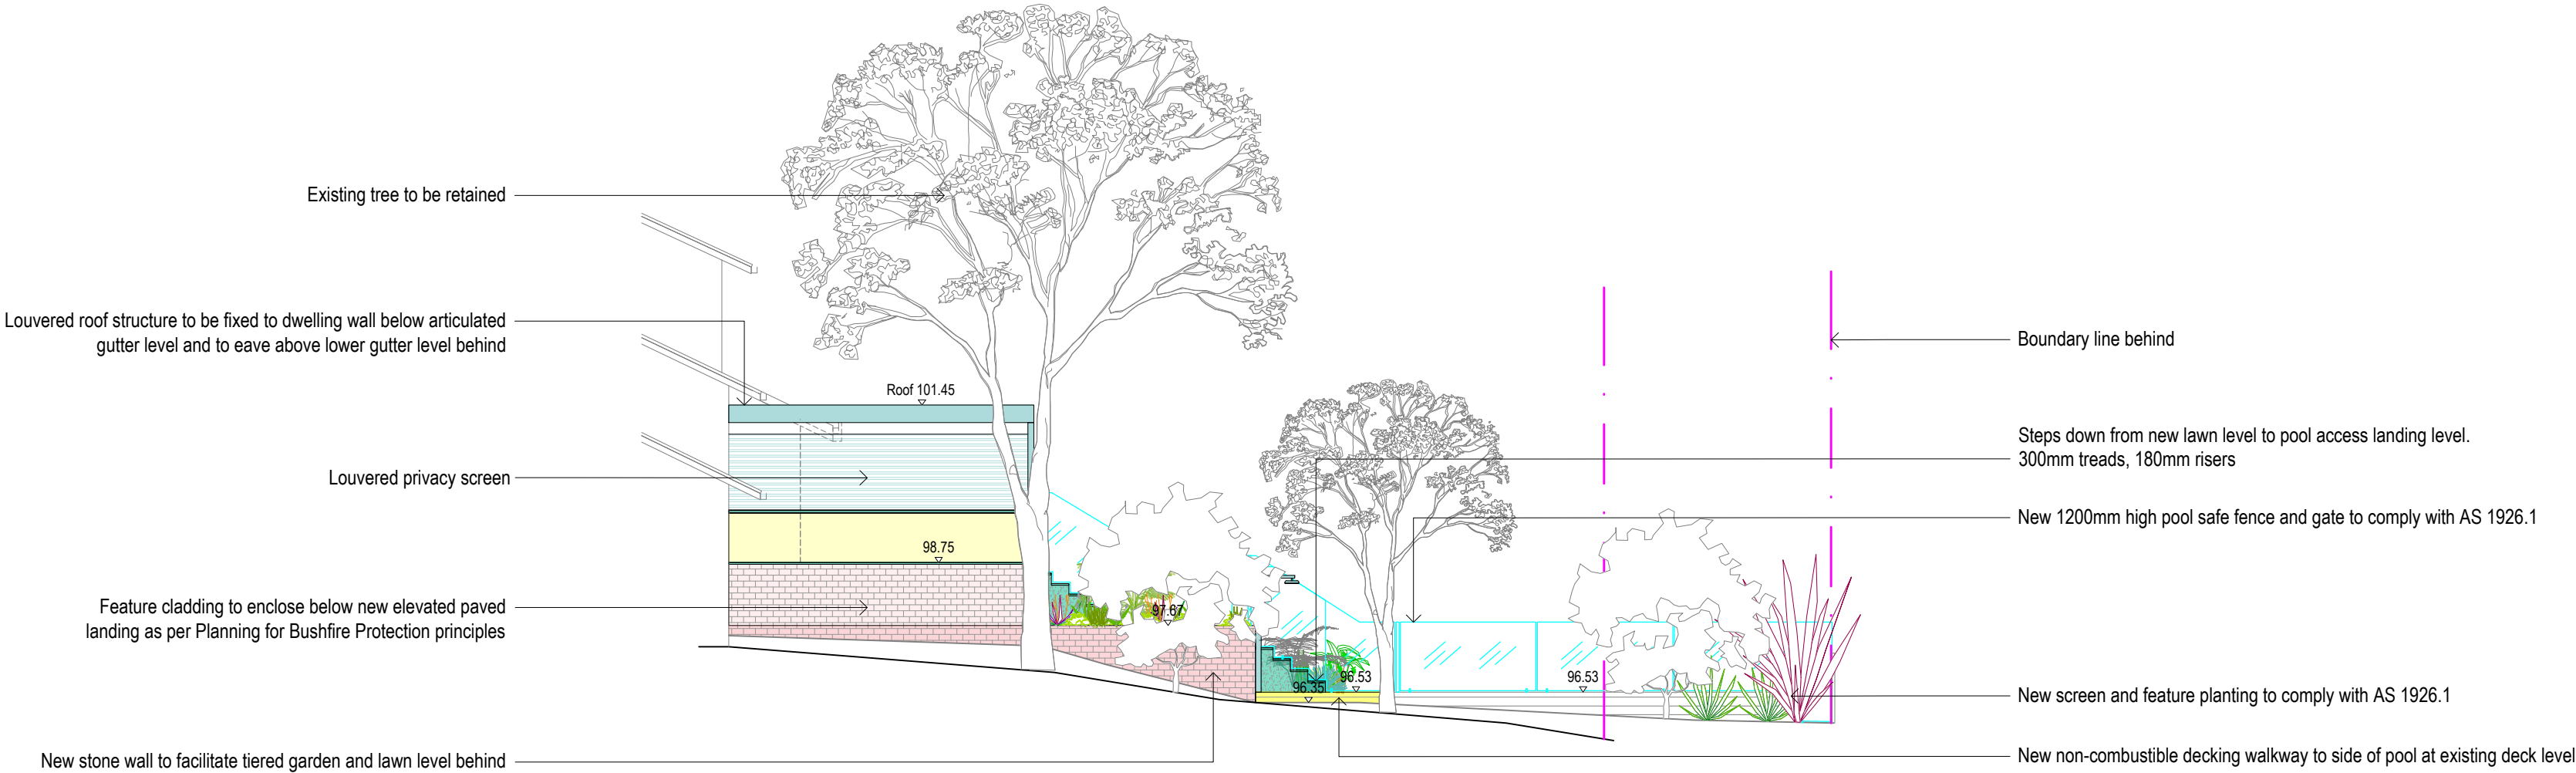 Existing tree to be retained
Louvered roof structure to be fixed to dwelling wall below articulated
gutter level and to eave above lower gutter level behind
Roof 101.45
Louvered privacy screen
98.75
Feature cladding to enclose below new elevated paved
landing as per Planning for Bushfire Protection principles
97.67
New stone wall to facilitate tiered garden and lawn level behind
96.35
96.53
96.53
Boundary line behind
Steps down from new lawn level to pool access landing level.
300mm treads, 180mm risers
New 1200mm high pool safe fence and gate to comply with AS 1926.1
New screen and feature planting to comply with AS 1926.1
New non-combustible decking walkway to side of pool at existing deck level